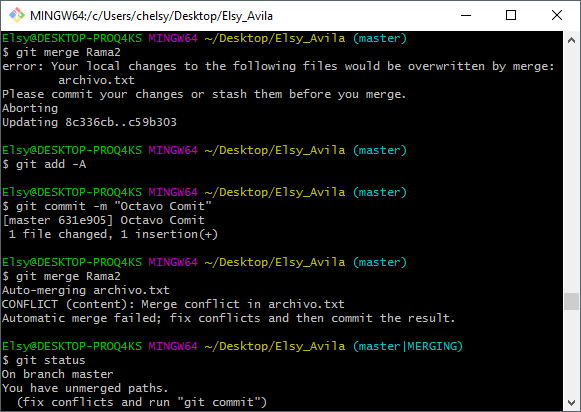 MINGW64:/c/Users/chelsy/Desktop/Elsy_Avila
Elsy@DESKTOP-PROQ4KS MINGW64 ~/Desktop/Elsy_Avila (master)
$ git merge Rama2
error: Your local changes to the following files would be overwritten by merge:
        archivo.txt
Please commit your changes or stash them before you merge.
Aborting
Updating 8c336cb..c59b303
Elsy@DESKTOP-PROQ4KS MINGW64 ~/Desktop/Elsy_Avila (master)
$ git add -A
Elsy@DESKTOP-PROQ4KS MINGW64 ~/Desktop/Elsy_Avila (master)
$ git commit -m "Octavo Comit"
[master 631e905] Octavo Comit
 1 file changed, 1 insertion(+)
Elsy@DESKTOP-PROQ4KS MINGW64 ~/Desktop/Elsy_Avila (master)
$ git merge Rama2
Auto-merging archivo.txt
CONFLICT (content): Merge conflict in archivo.txt
Automatic merge failed; fix conflicts and then commit the result.
Elsy@DESKTOP-PROQ4KS MINGW64 ~/Desktop/Elsy_Avila (master|MERGING)
$ git status
On branch master
You have unmerged paths.
  (fix conflicts and run "git commit")